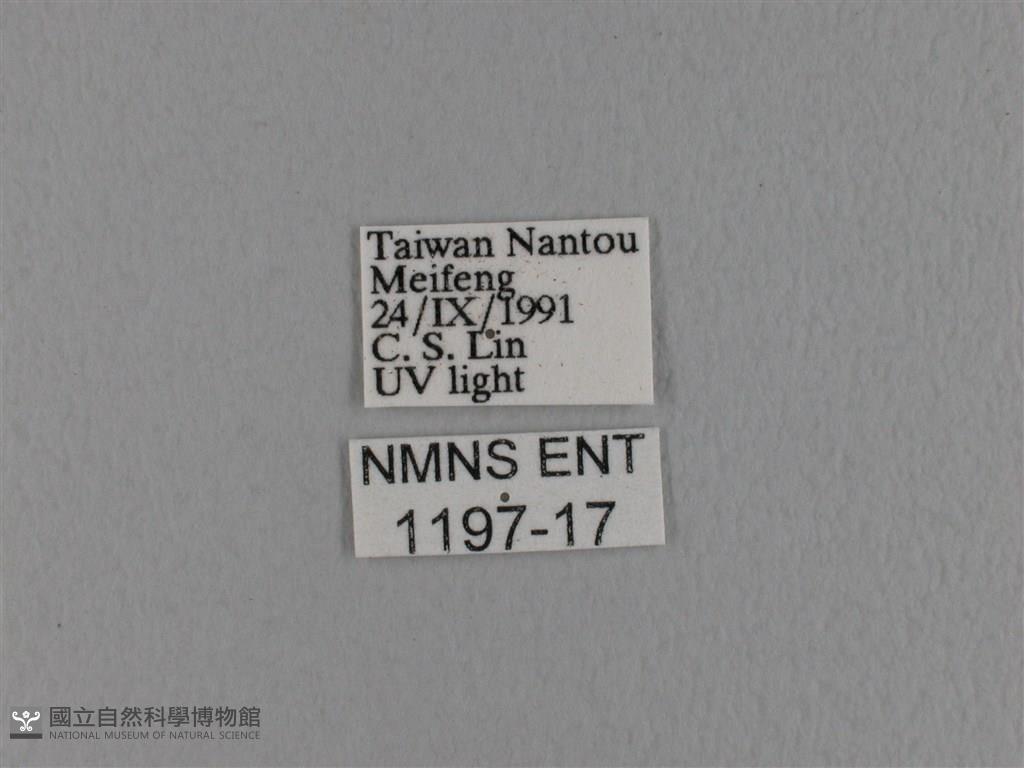 Taiwan Nantou
Meifeng
24/IX/1991
C. S. Lin
UV light
NMNS ENT
1197-17
國立自然科學博物館
NATIONAL MUSEUM OF NATURAL SCIENCE